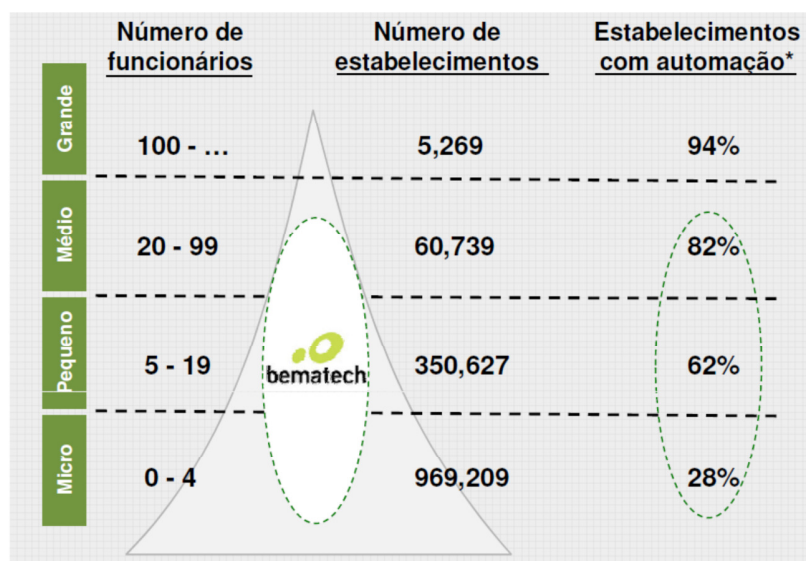 Número de funcionários
Número de estabelecimentos
Estabelecimentos com automação*
Grande
100 - ...
5,269
94%
Médio
20 - 99
60,739
82%
Pequeno
5 - 19
bematech
350,627
62%
Micro
0 - 4
969,209
28%